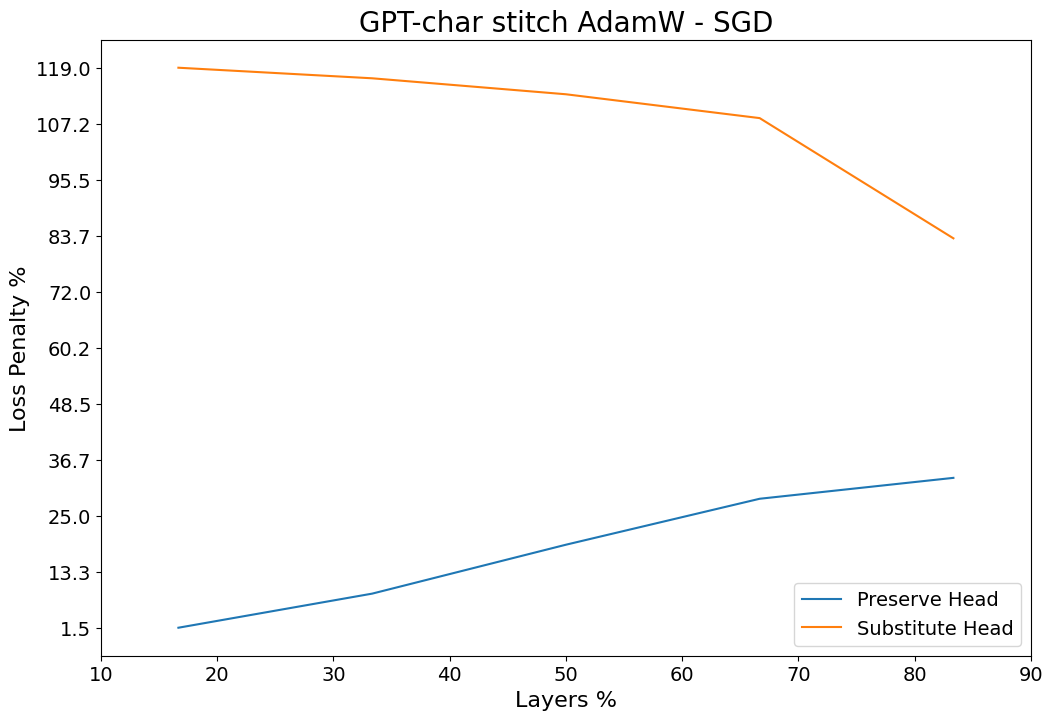 GPT-char stitch AdamW - SGD
119.0
107.2
95.5
83.7
72.0
60.2
48.5
36.7
25.0
13.3
1.5
Loss Penalty %
Preserve Head
Substitute Head
10 20 30 40 50 60 70 80 90
Layers %